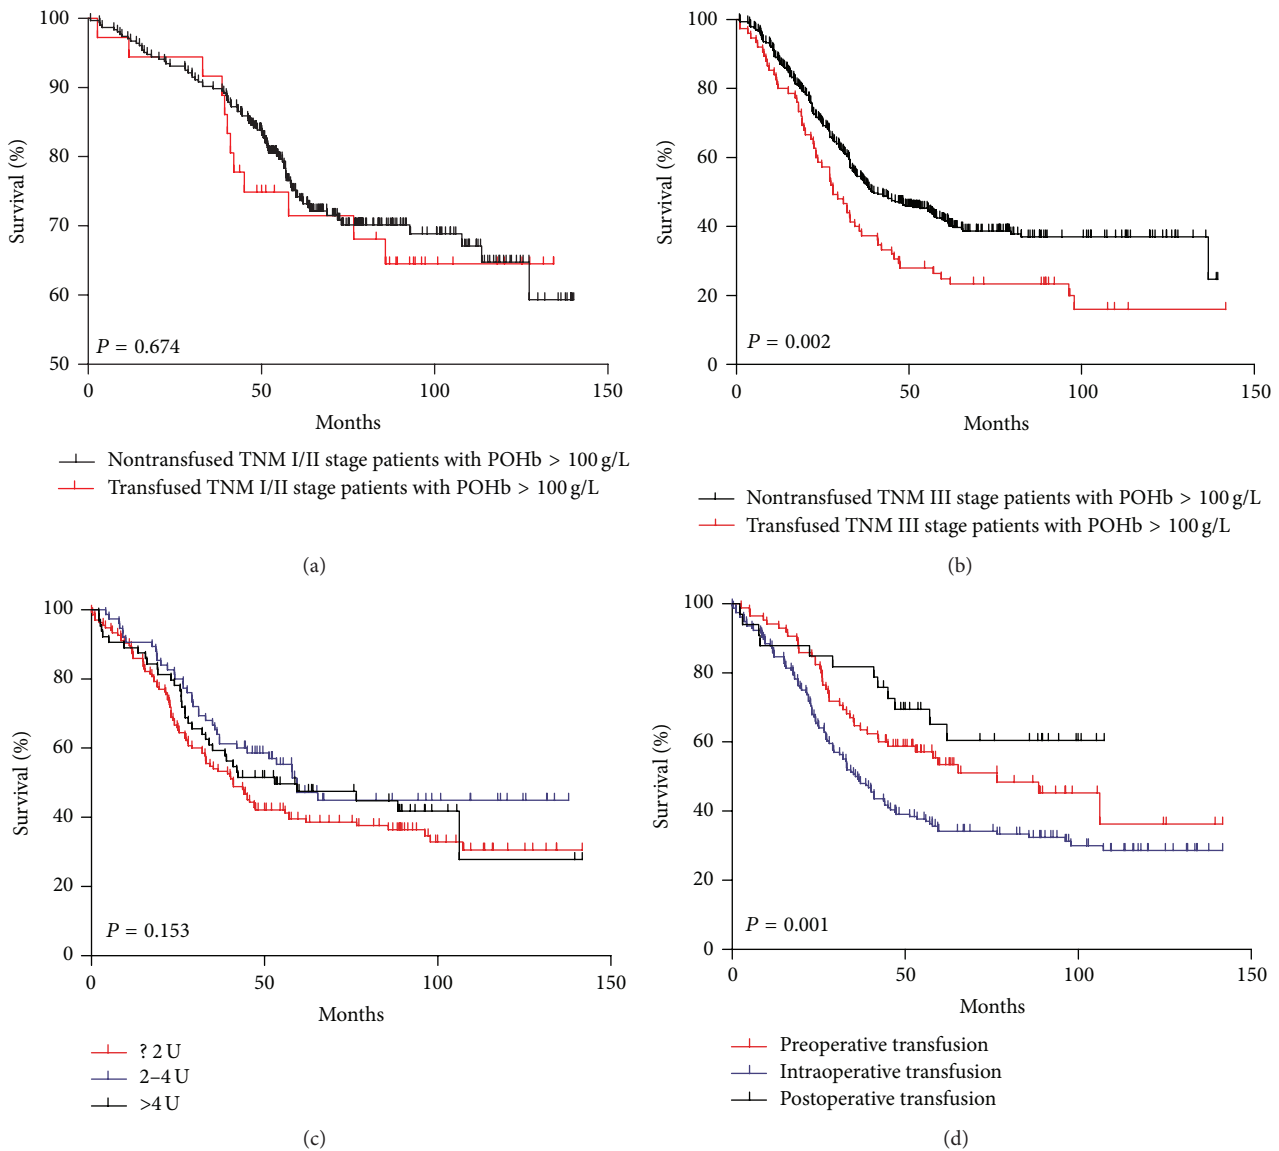 100
90
80
70
60
50
Survival (%)
P = 0.674
0
50
100
150
Months
Nontransfused TNM I/II stage patients with POHb > 100 g/L
Transfused TNM I/II stage patients with POHb > 100 g/L
(a)
100
80
60
40
20
0
Survival (%)
P = 0.002
0
50
100
150
Months
Nontransfused TNM III stage patients with POHb > 100 g/L
Transfused TNM III stage patients with POHb > 100 g/L
(b)
100
80
60
40
20
0
Survival (%)
P = 0.153
0
50
100
150
Months
? 2 U
2–4 U
>4 U
(c)
100
80
60
40
20
0
Survival (%)
P = 0.001
0
50
100
150
Months
Preoperative transfusion
Intraoperative transfusion
Postoperative transfusion
(d)